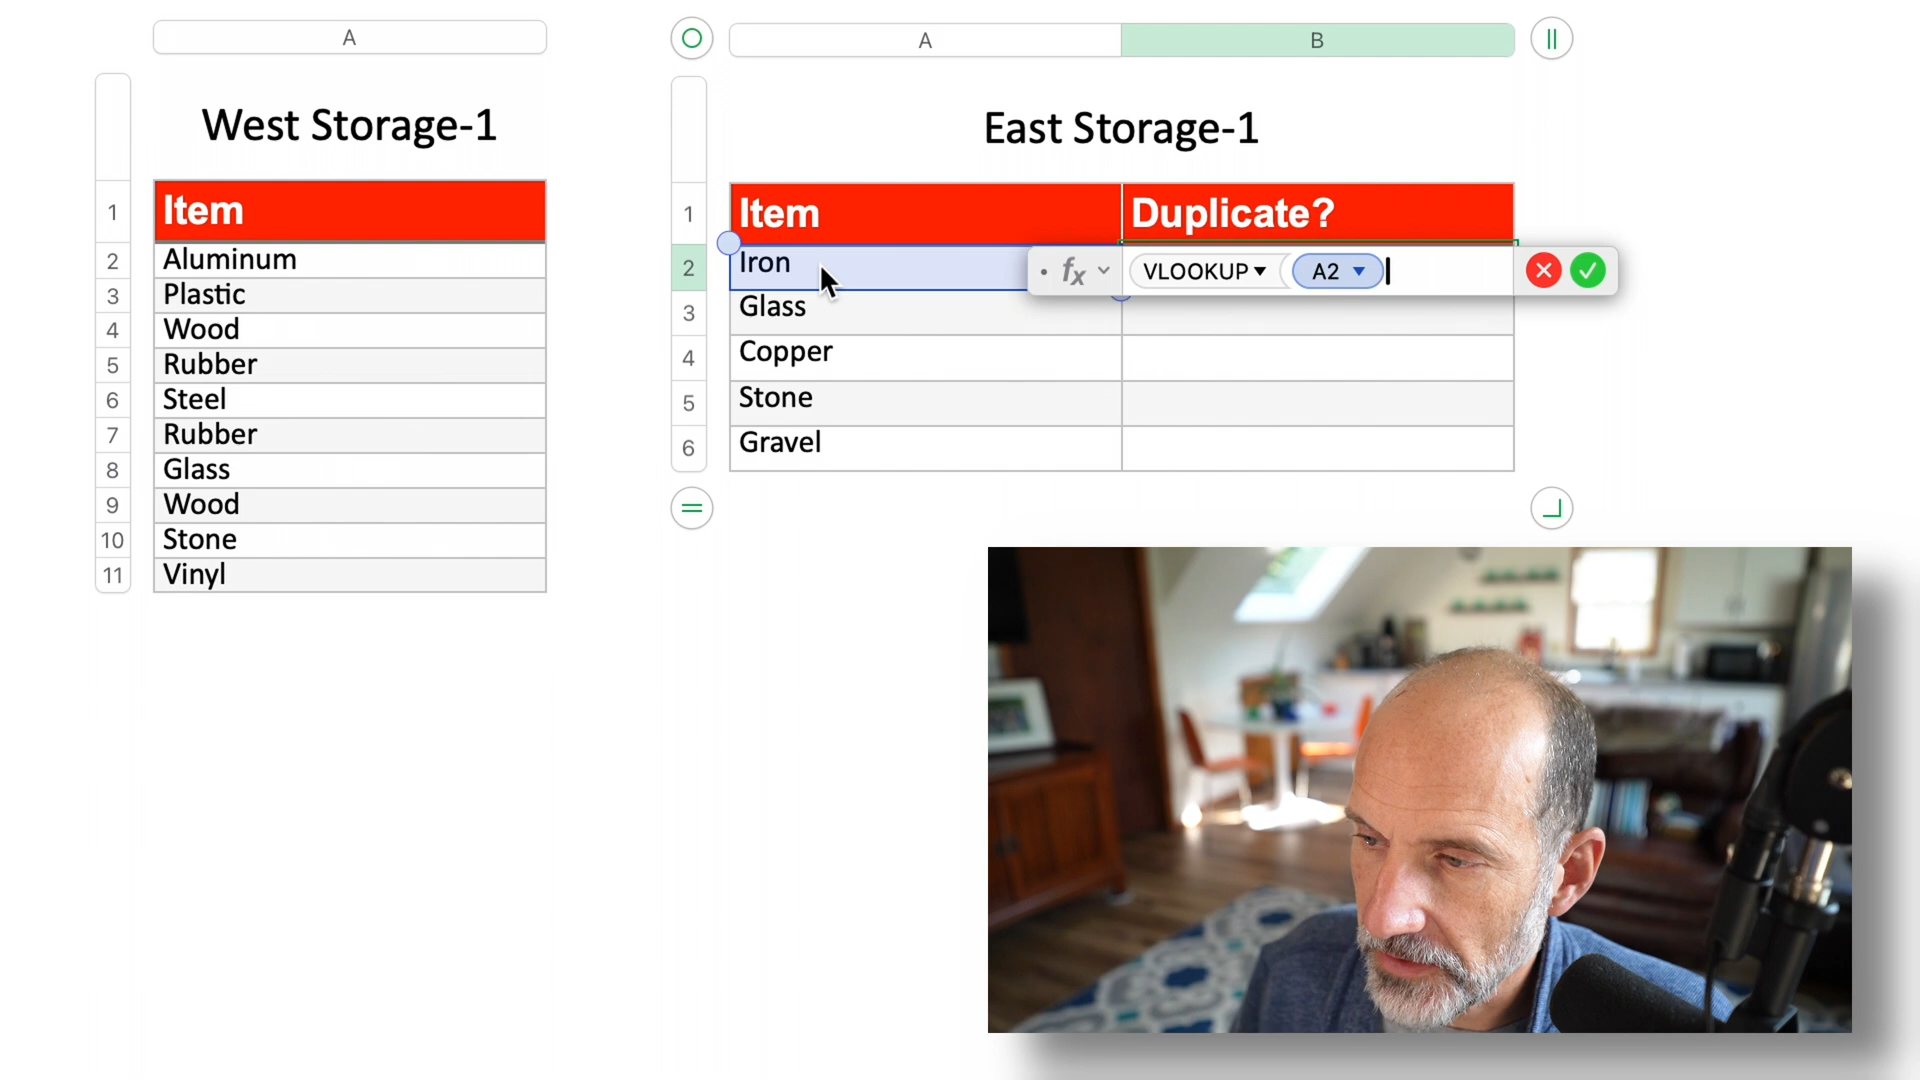 A
West Storage-1
1 Item
2 Aluminum
3 Plastic
4 Wood
5 Rubber
6 Steel
7 Rubber
8 Glass
9 Wood
10 Stone
11 Vinyl
A B
East Storage-1
1 Item Duplicate?
2 Iron fx VLOOKUP A2
3 Glass
4 Copper
5 Stone
6 Gravel